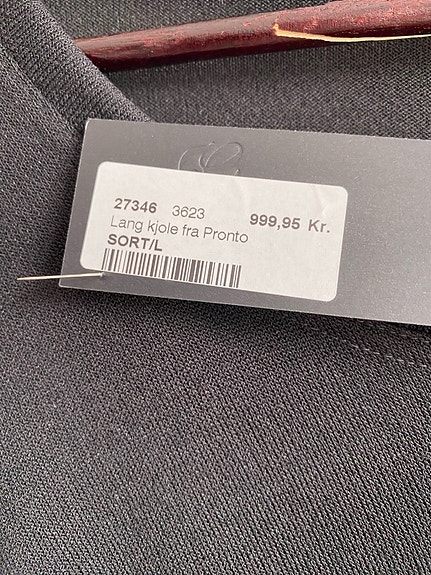 27346 3623 999,95 Kr.
Lang kjole fra Pronto
SORT/L